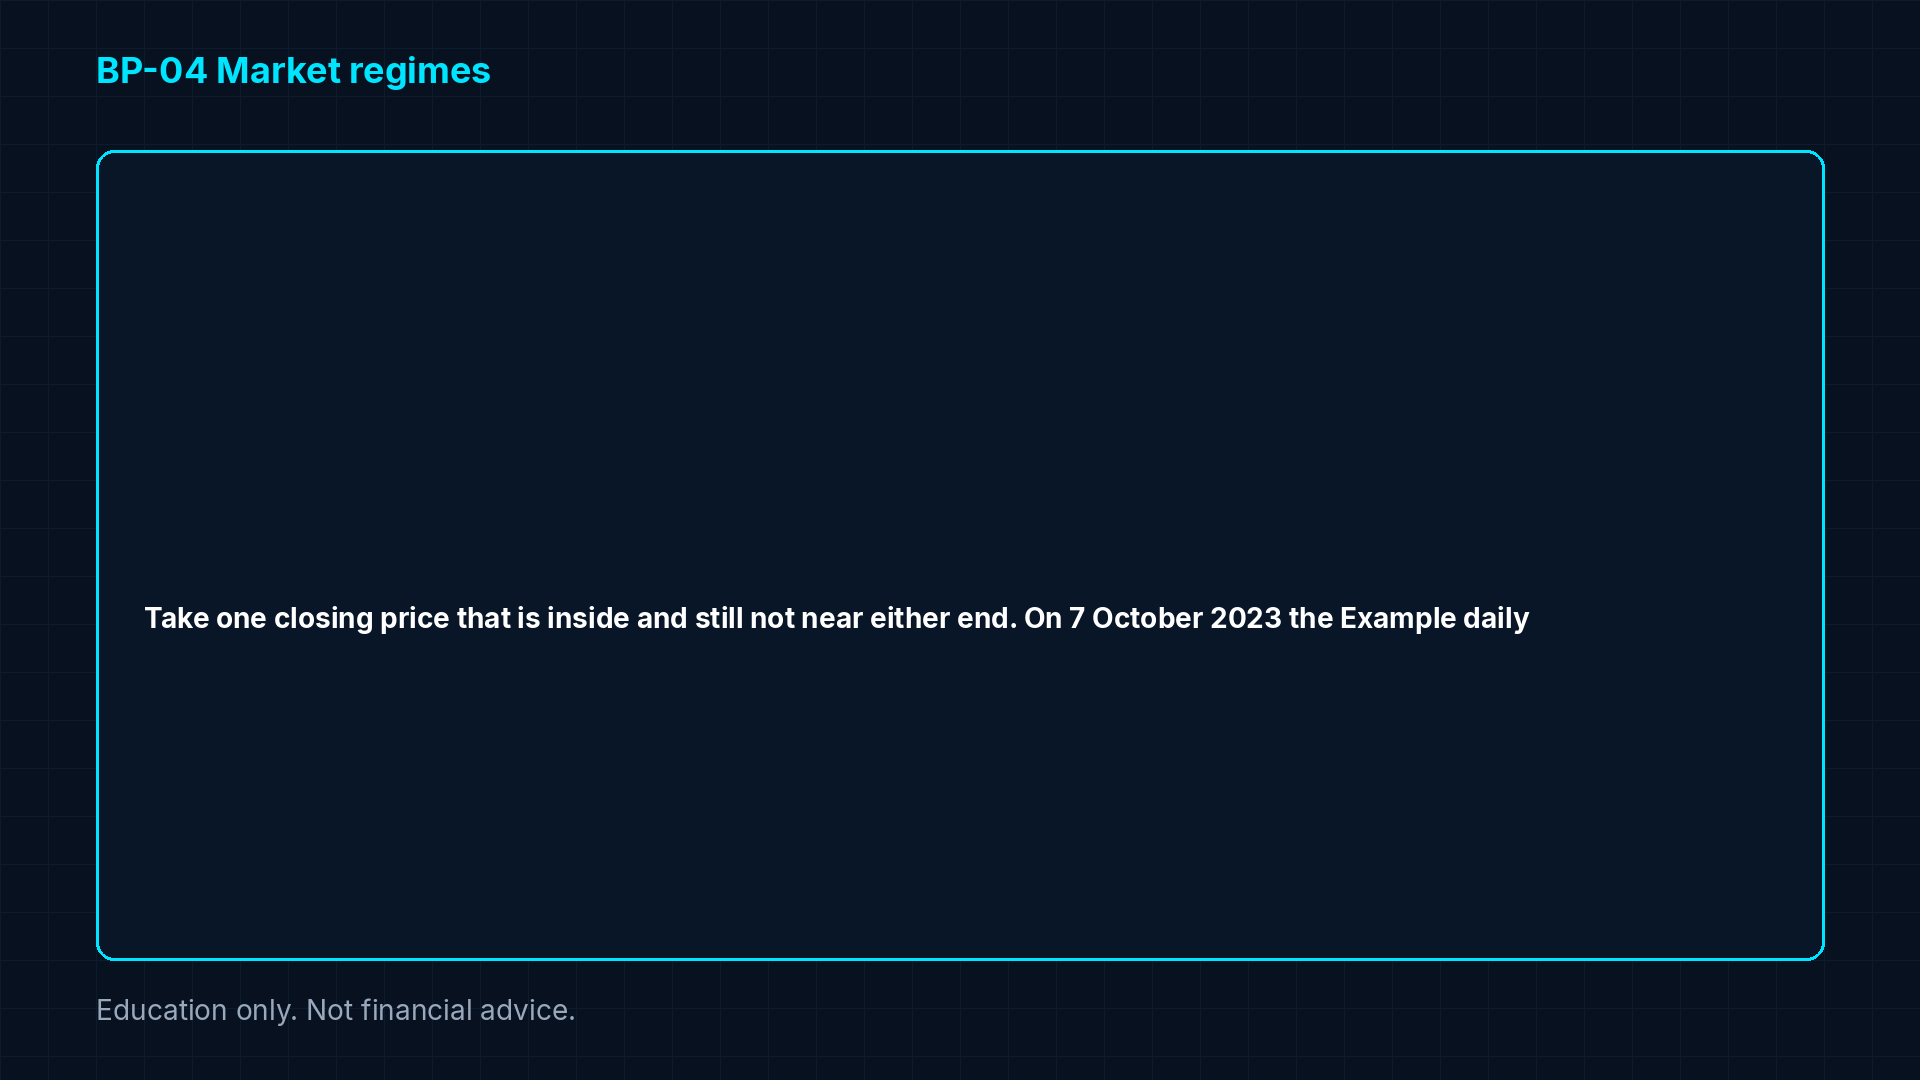 BP-04 Market regimes
Take one closing price that is inside and still not near either end. On 7 October 2023 the Example daily
Education only. Not financial advice.